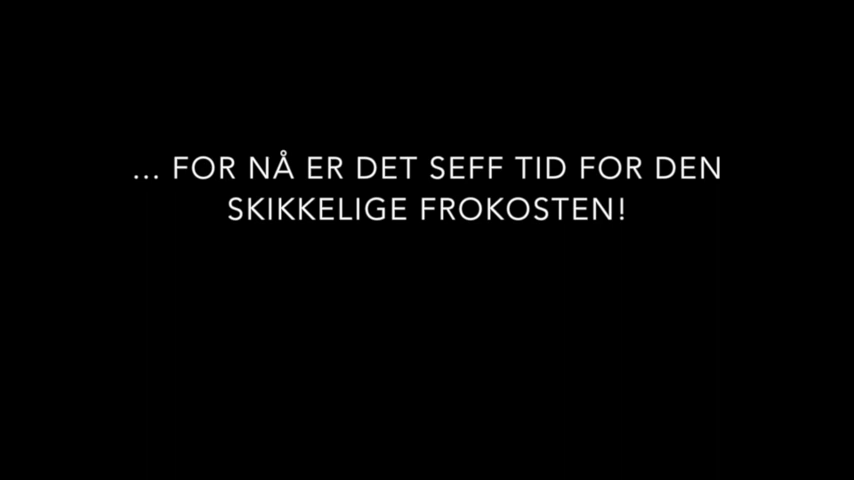 ... FOR NÅ ER DET SEFF TID FOR DEN
SKIKKELIGE FROKOSTEN!